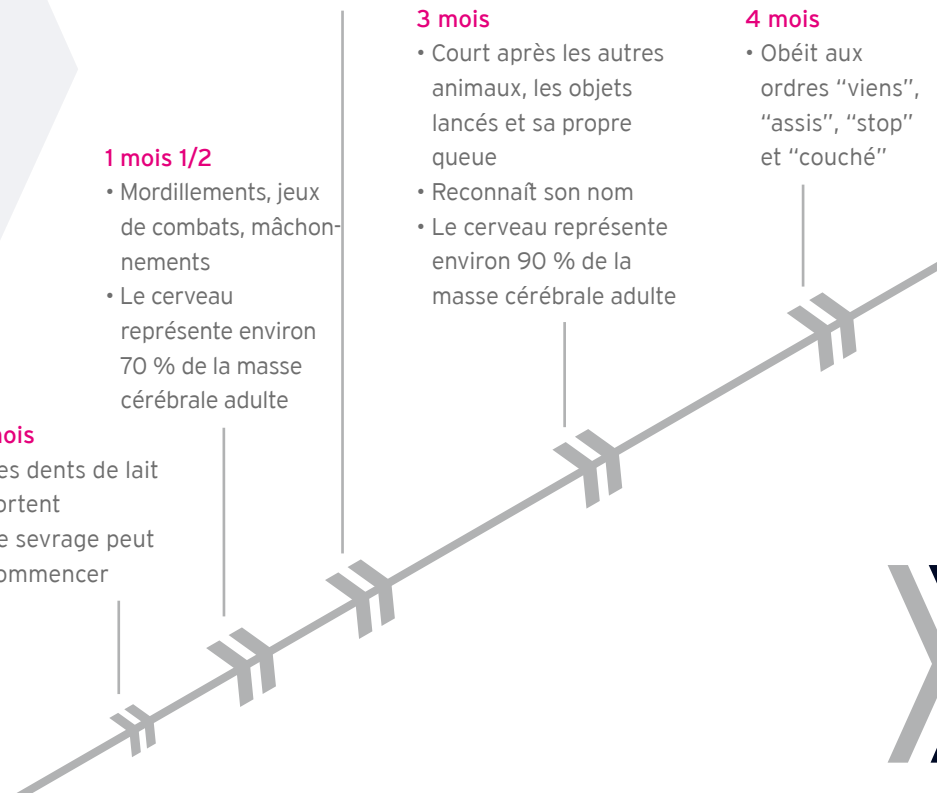 3 mois
• Court après les autres
animaux, les objets
lancés et sa propre
queue
• Reconnaît son nom
• Le cerveau représente
environ 90 % de la
masse cérébrale adulte
4 mois
• Obéit aux
ordres “viens”,
“assis”, “stop”
et “couché”
1 mois 1/2
• Mordillements, jeux
de combats, mâchon-
nements
• Le cerveau
représente environ
70 % de la masse
cérébrale adulte
dents de lait
sevrage peut